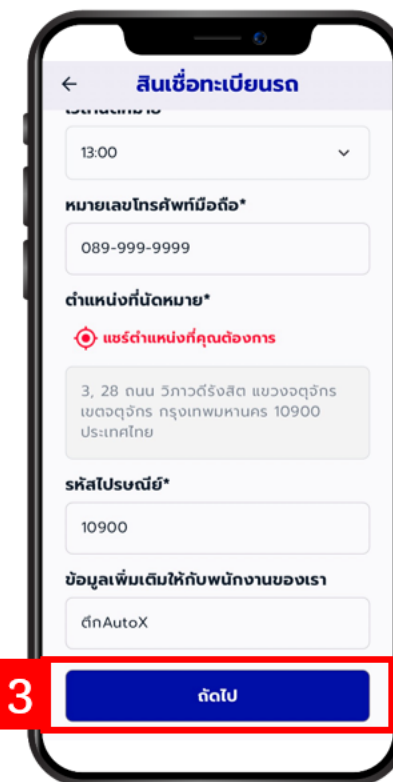 สินเชื่อทะเบียนรถ
13:00
หมายเลขโทรศัพท์มือถือ*
089-999-9999
ตำแหน่งที่นัดหมาย*
แชร์ตำแหน่งที่คุณต้องการ
3, 28 ถนน วิภาวดีรังสิต แขวงจตุจักร
เขตจตุจักร กรุงเทพมหานคร 10900
ประเทศไทย
รหัสไปรษณีย์*
10900
ข้อมูลเพิ่มเติมให้กับพนักงานของเรา
ตึกAutoX
3
ถัดไป